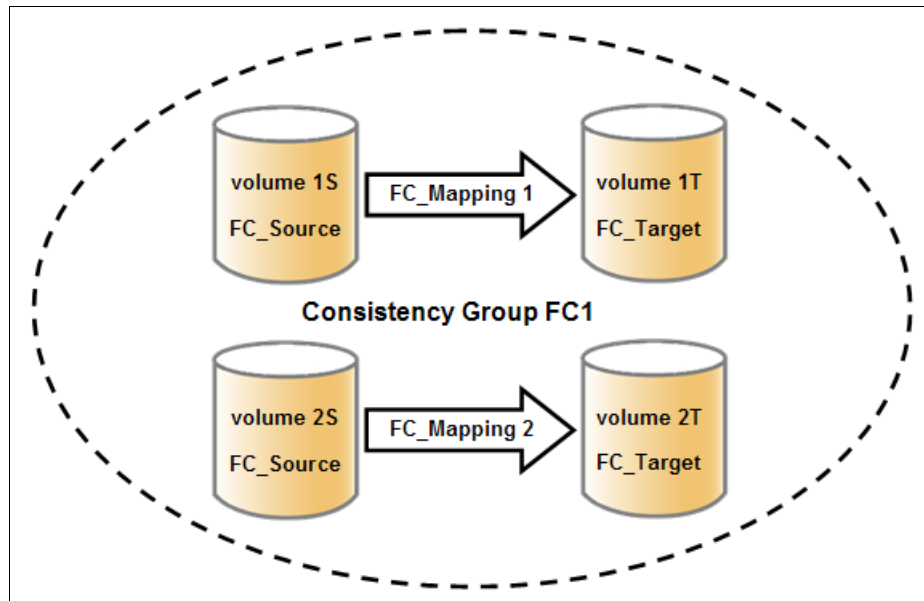 volume 1S
FC_Source
FC_Mapping 1
volume 1T
FC_Target
Consistency Group FC1
volume 2S
FC_Source
FC_Mapping 2
volume 2T
FC_Target